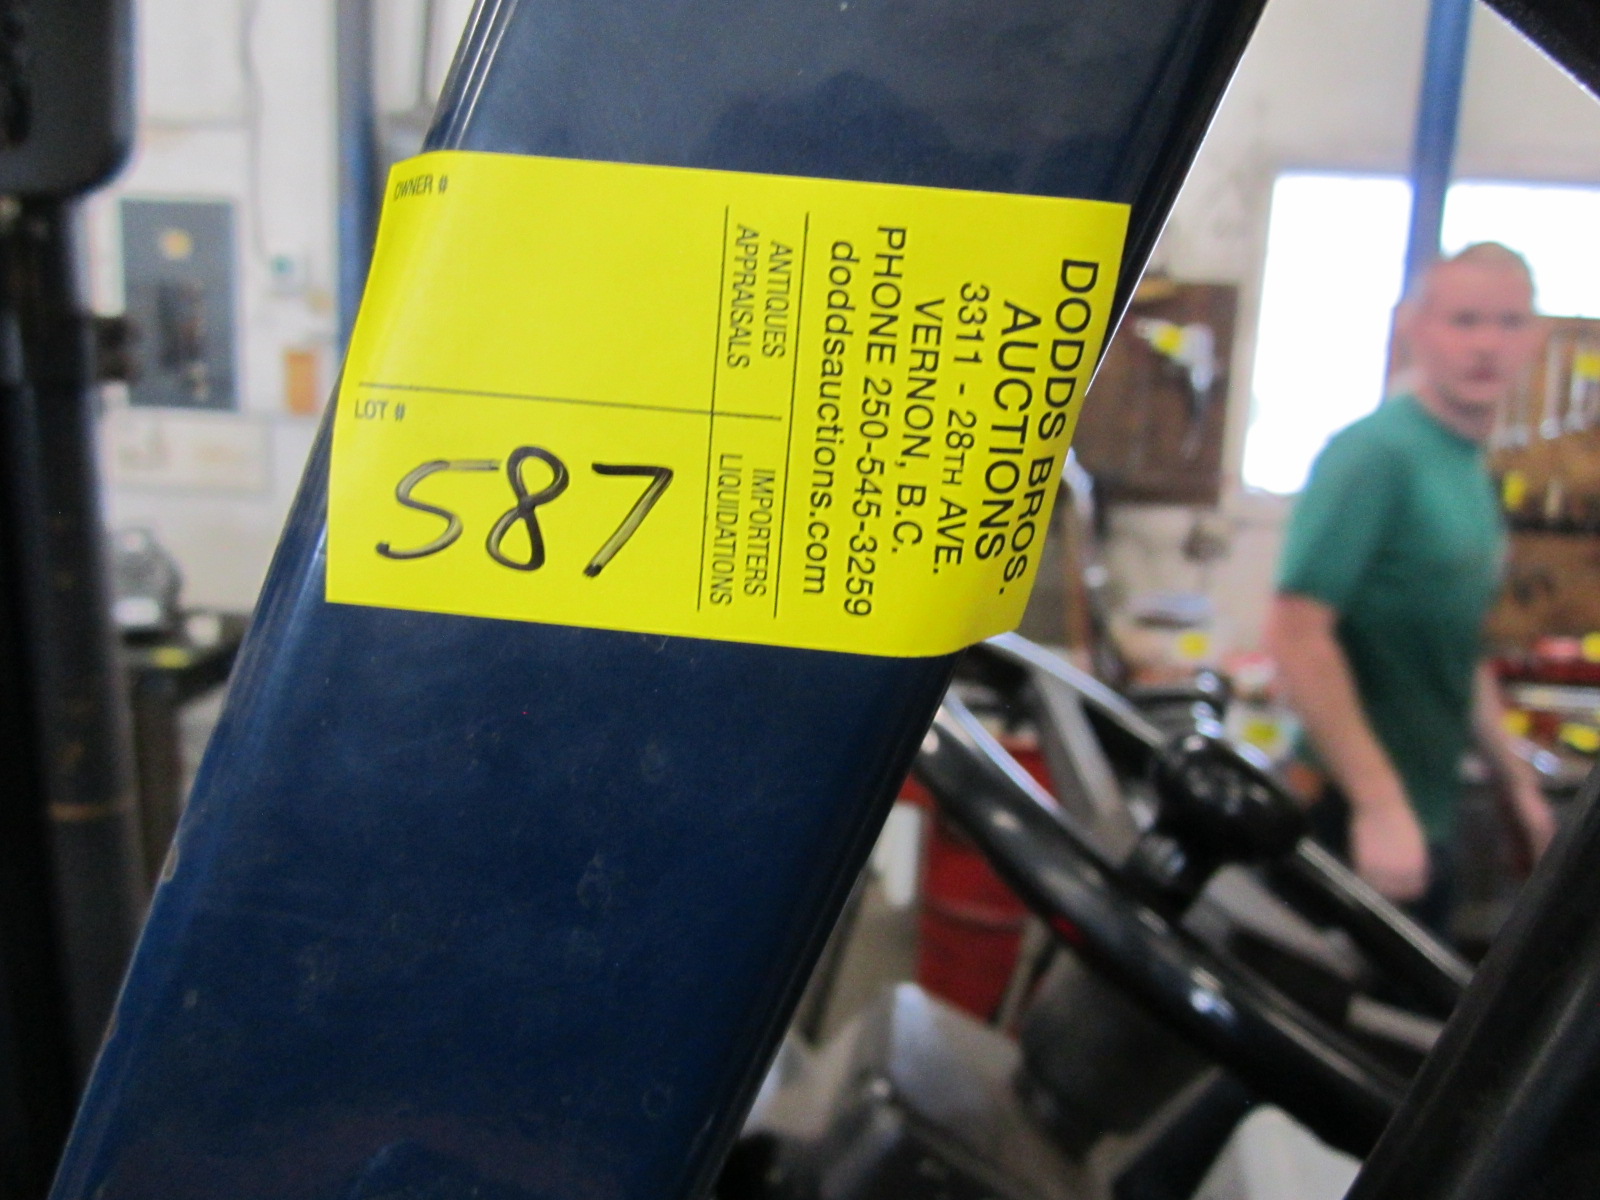 DODDS BROS.
AUCTIONS
3311 - 28TH AVE.
VERNON, B.C.
PHONE 250-545-3259
doddsauctions.com
ANTIQUES
APPRAISALS
IMPORTERS
LIQUIDATIONS
OWNER #
LOT #
587